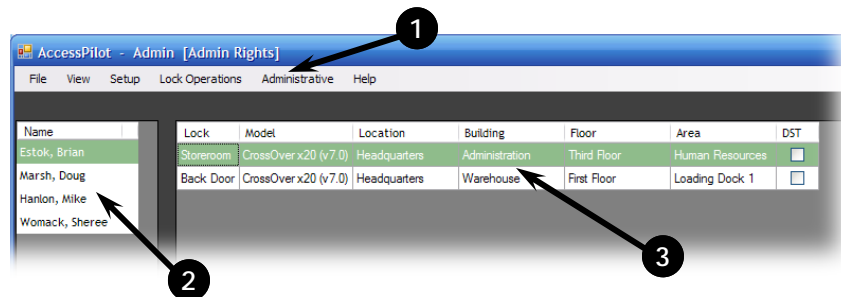 1
AccessPilot - Admin [Admin Rights]
File View Setup Lock Operations Administrative Help
Name
Estok, Brian
Marsh, Doug
Hanlon, Mike
Womack, Sheree
Lock Model Location Building Floor Area DST
Storeroom CrossOver x20 (v7.0) Headquarters Administration Third Floor Human Resources
Back Door CrossOver x20 (v7.0) Headquarters Warehouse First Floor Loading Dock 1
2
3